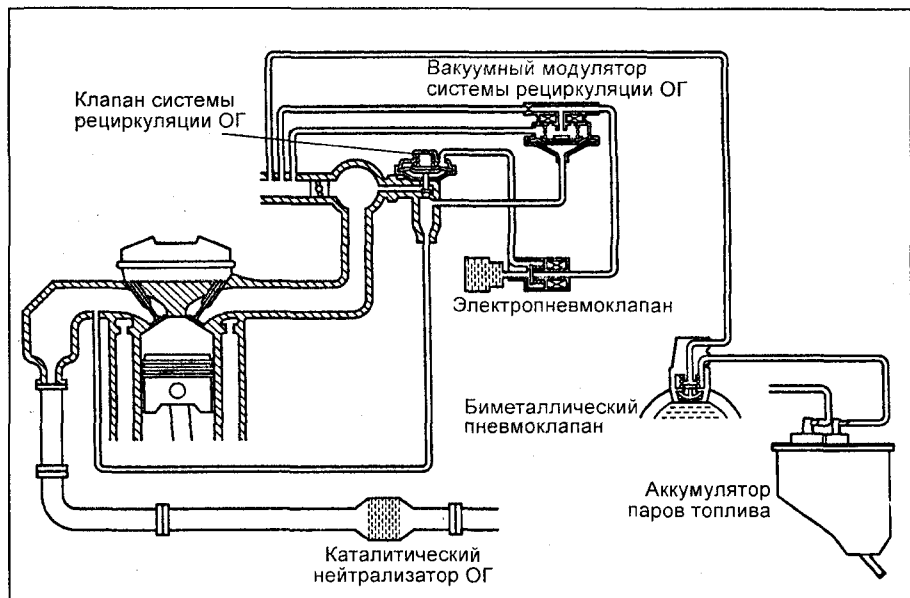 Вакуумный модулятор
системы рециркуляции ОГ
Клапан системы
рециркуляции ОГ
Электропневмоклапан
Биметаллический
пневмоклапан
Аккумулятор
паров топлива
Каталитический
нейтрализатор ОГ